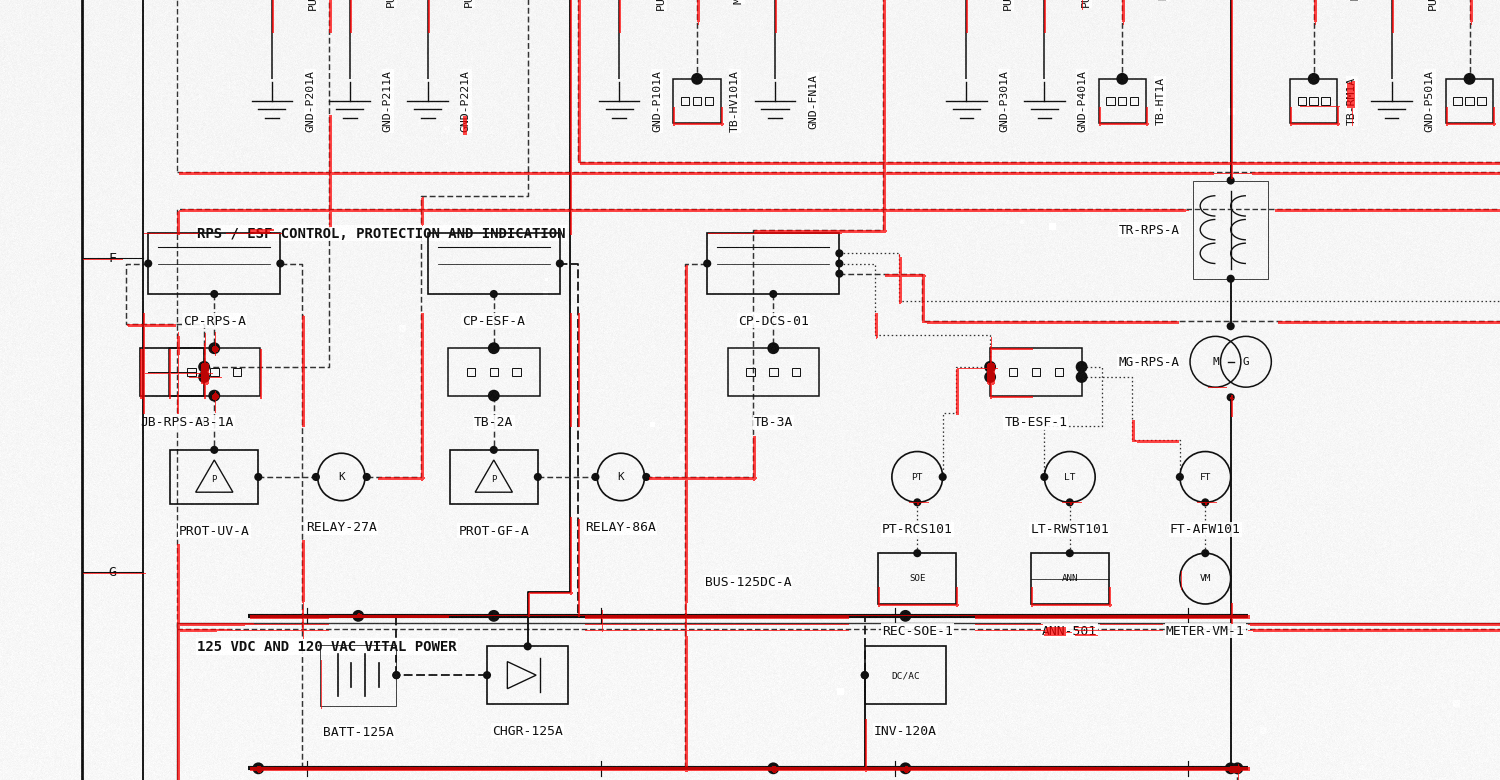 GND-P201A
GND-P211A
GND-P221A
GND-P101A
TB-HV101A
GND-FN1A
GND-P301A
GND-P401A
TB-HT1A
TB-RM1A
GND-P501A
RPS / ESF CONTROL, PROTECTION AND INDICATION
TR-RPS-A
F
CP-RPS-A
CP-ESF-A
CP-DCS-01
MG-RPS-A
M
G
JB-RPS-A
TB-2A
TB-3A
TB-ESF-1
P
K
P
K
PT
LT
FT
PROT-UV-A
RELAY-27A
PROT-GF-A
RELAY-86A
PT-RCS101
LT-RWST101
FT-AFW101
G
BUS-125DC-A
SOE
ANN
VM
REC-SOE-1
ANN-501
METER-VM-1
125 VDC AND 120 VAC VITAL POWER
DC/AC
BATT-125A
CHGR-125A
INV-120A